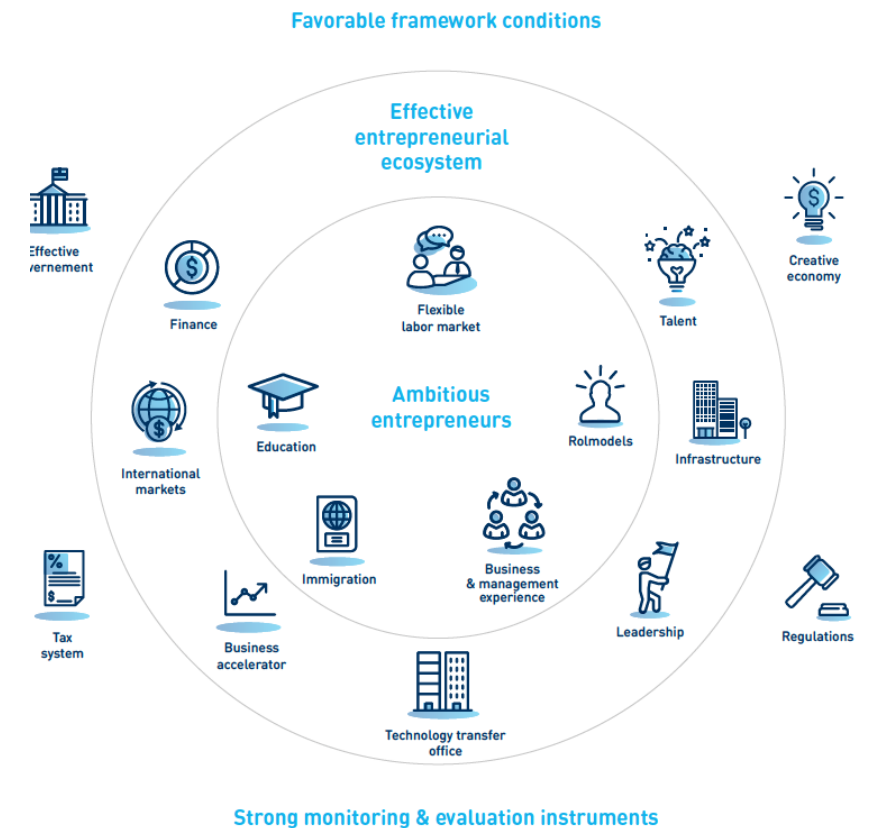 Favorable framework conditions
Effective
entrepreneurial
ecosystem
Effective
vernement
Creative
economy
Finance
Flexible
labor market
Talent
Ambitious
entrepreneurs
Education
Rolmodels
International
markets
Infrastructure
Immigration
Business
& management
experience
Tax
system
Business
accelerator
Leadership
Regulations
Technology transfer
office
Strong monitoring & evaluation instruments